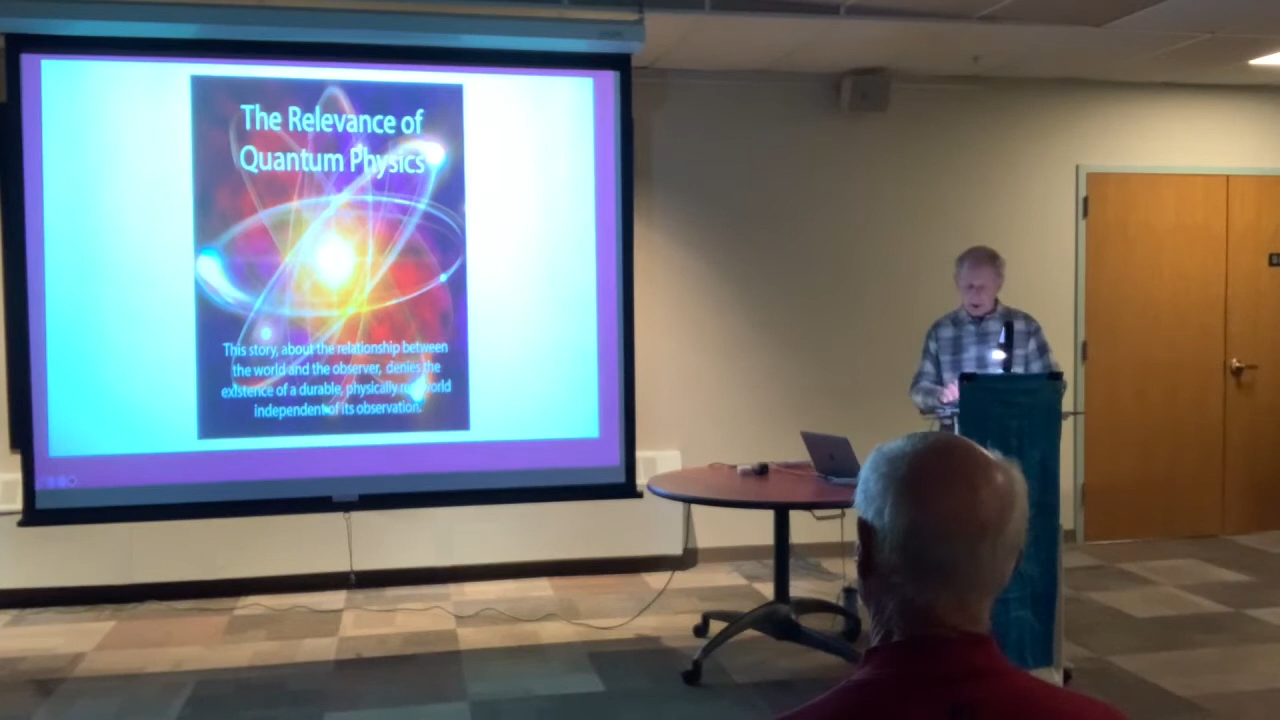 The Relevance of
Quantum Physics
This story, about the relationship between
the world and the observer, denies the
existence of a durable, physically real world
independent of its observation.